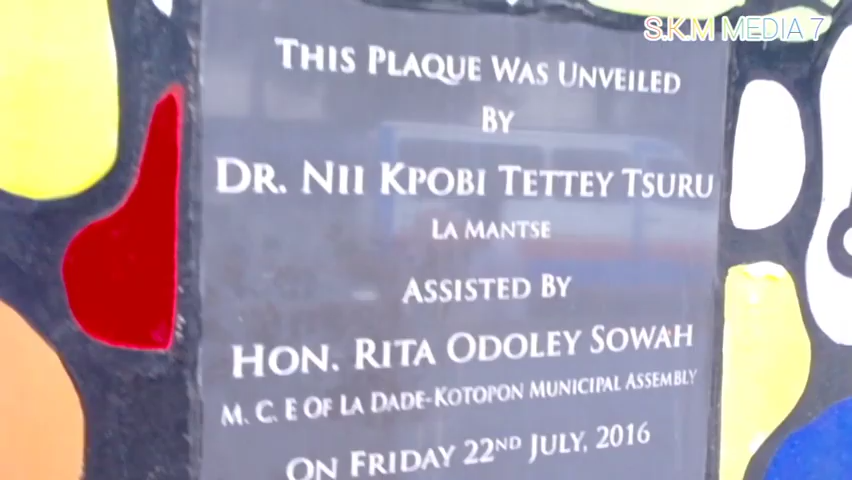 S.K.M MEDIA 7
THIS PLAQUE WAS UNVEILED
BY
DR. NII KPOBI TETTEY TSURU
LA MANTSE
ASSISTED BY
HON. RITA ODOLEY SOWAH
M. C. E OF LA DADE-KOTOPON MUNICIPAL ASSEMBLY
ON FRIDAY 22ND JULY, 2016